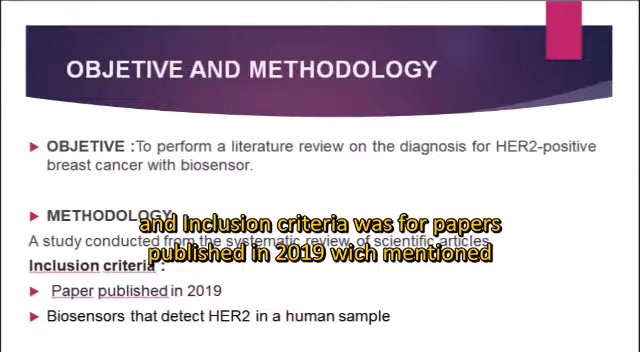 OBJETIVE AND METHODOLOGY
OBJETIVE :To perform a literature review on the diagnosis for HER2-positive
breast cancer with biosensor.
METHODOLOGY
and Inclusion criteria was for papers
A study conducted from the systematic review of scientific articles
published in 2019 wich mentioned
Inclusion criteria :
Paper published in 2019
Biosensors that detect HER2 in a human sample